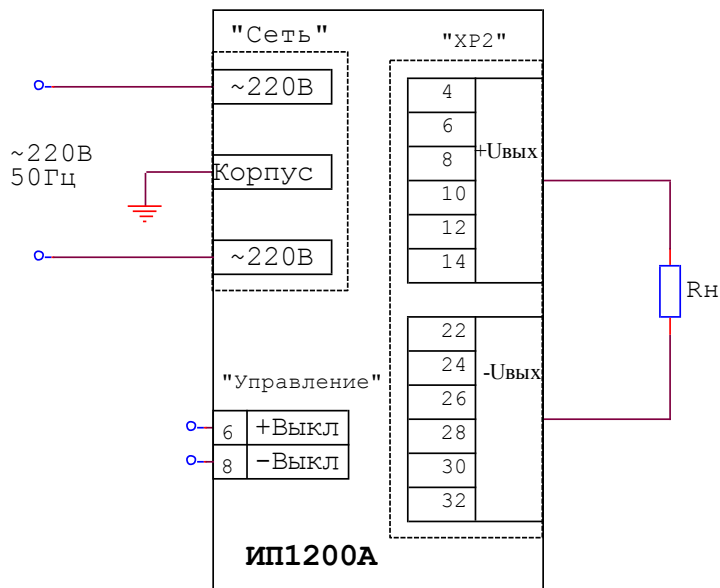 "Сеть"
"XP2"
~220В
~220В
50Гц
Корпус
~220В
4
6
8
10
12
14
+Uвых
Rн
22
24
26
28
30
32
-Uвых
"Управление"
6 +Выкл
8 -Выкл
ИП1200А